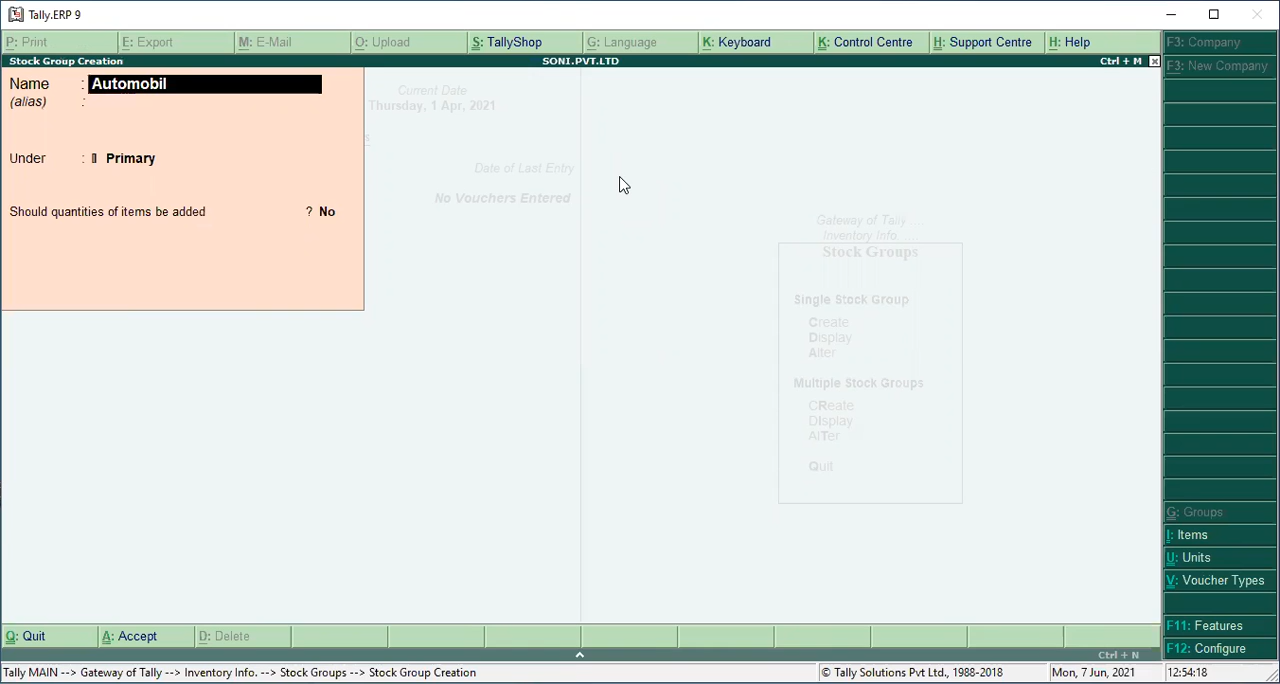 Tally.ERP 9
P: Print E: Export M: E-Mail O: Upload S: TallyShop G: Language K: Keyboard K: Control Centre H: Support Centre H: Help F3: Company
Stock Group Creation SONI.PVT.LTD Ctrl + M
F3: New Company
Name : Automobil
(alias) :
Current Date
Thursday, 1 Apr, 2021
Under : Primary
Date of Last Entry
No Vouchers Entered
Should quantities of items be added ? No
Gateway of Tally ...
Inventory Info. .....
Stock Groups
Single Stock Group
Create
Display
Alter
Multiple Stock Groups
CReate
DIsplay
AlTer
Quit
G: Groups
I: Items
U: Units
V: Voucher Types
F11: Features
F12: Configure
Q: Quit A: Accept D: Delete
Ctrl + N
Tally MAIN --> Gateway of Tally --> Inventory Info. --> Stock Groups --> Stock Group Creation © Tally Solutions Pvt Ltd., 1988-2018 Mon, 7 Jun, 2021 12:54:18